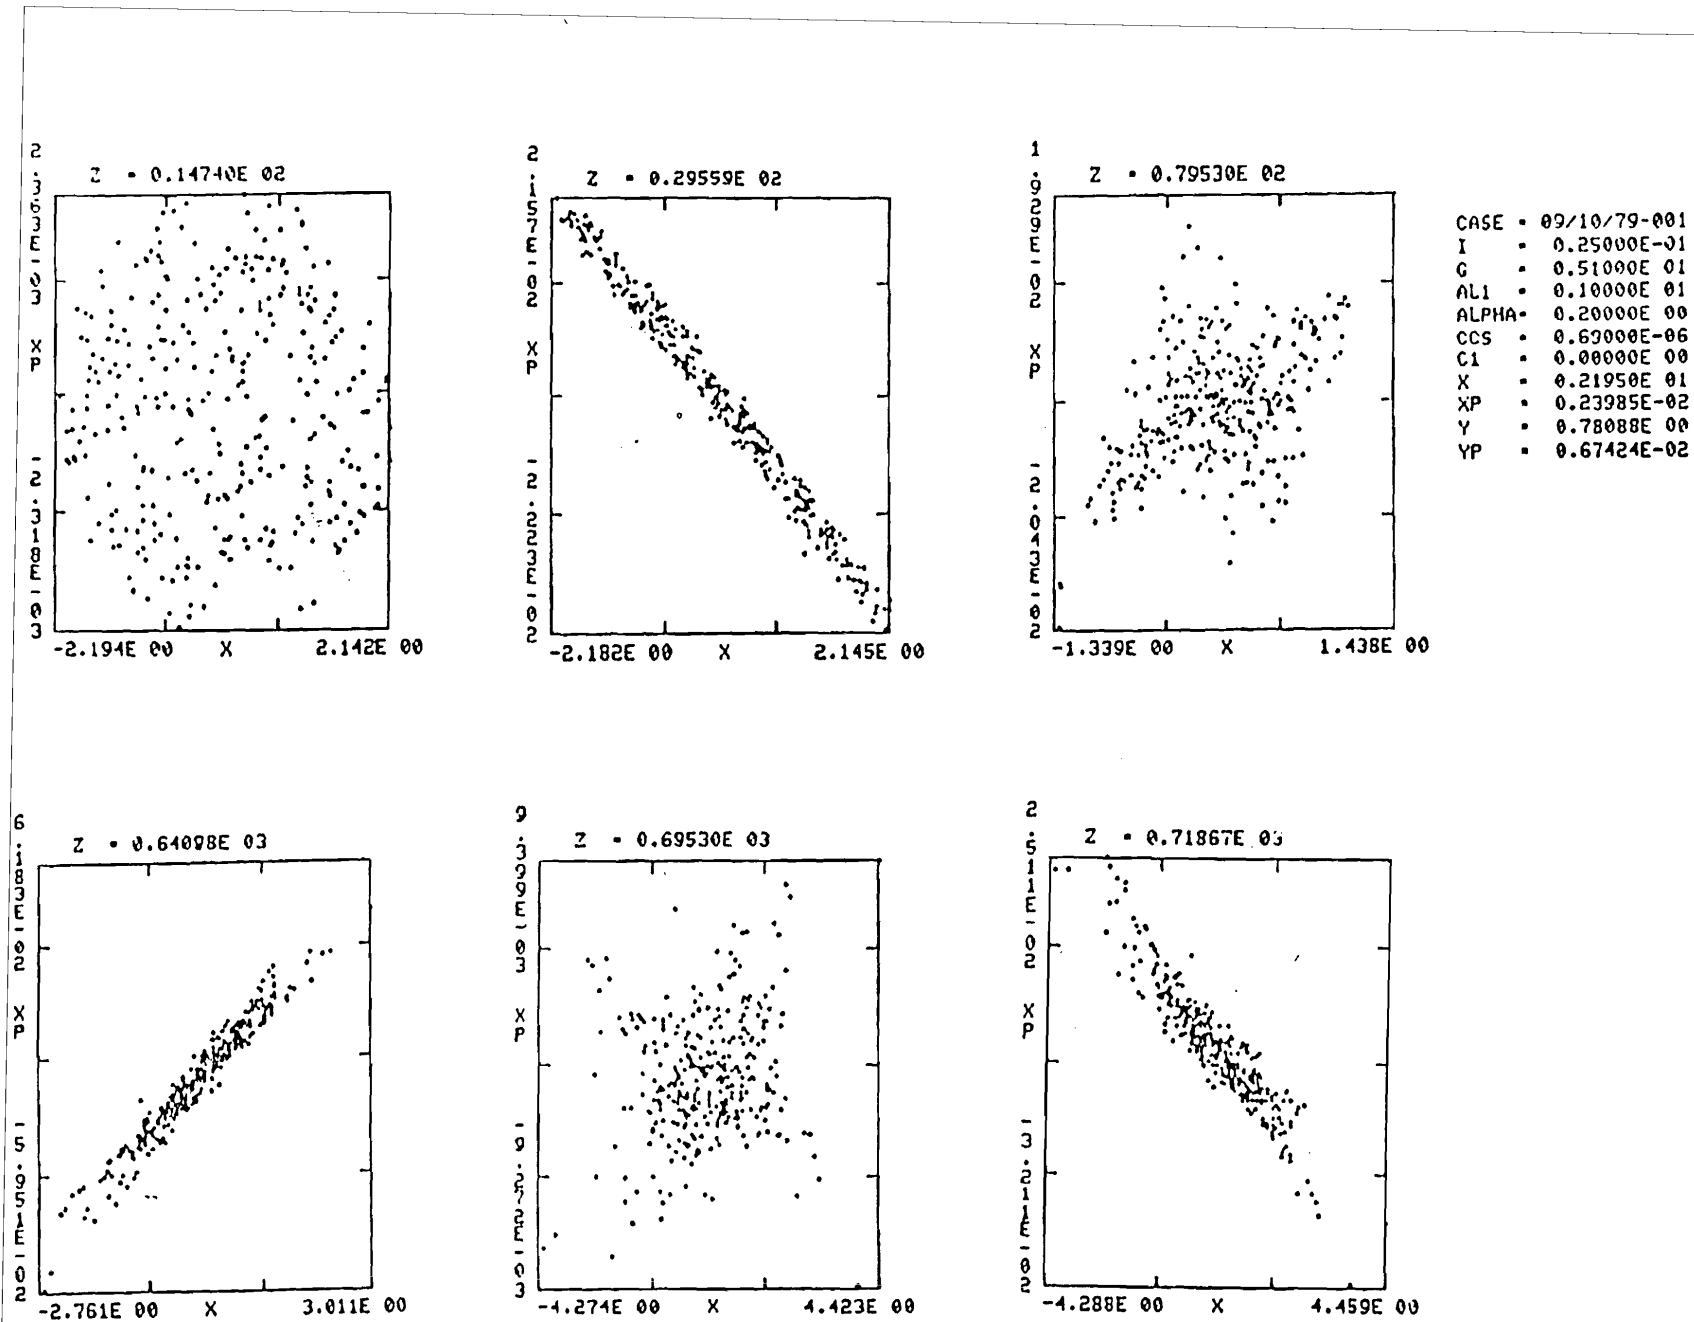 Z = 0.14740E 02
2.363E-03
XP
-2.318E-03
-2.194E 00 X 2.142E 00
Z = 0.29559E 02
2.157E-02
XP
-2.223E-02
-2.182E 00 X 2.145E 00
Z = 0.79530E 02
1.929E-02
XP
-2.043E-02
-1.339E 00 X 1.438E 00
CASE = 09/10/79-001
I = 0.25000E-01
G = 0.51000E 01
AL1 = 0.10000E 01
ALPHA= 0.20000E 00
CCS = 0.69000E-06
C1 = 0.00000E 00
X = 0.21950E 01
XP = 0.23985E-02
Y = 0.78088E 00
YP = 0.67424E-02
Z = 0.64098E 03
6.183E-02
XP
-5.951E-02
-2.761E 00 X 3.011E 00
Z = 0.69530E 03
9.399E-03
XP
-9.272E-03
-4.274E 00 X 4.423E 00
Z = 0.71867E 03
2.511E-02
XP
-3.211E-02
-4.288E 00 X 4.459E 00